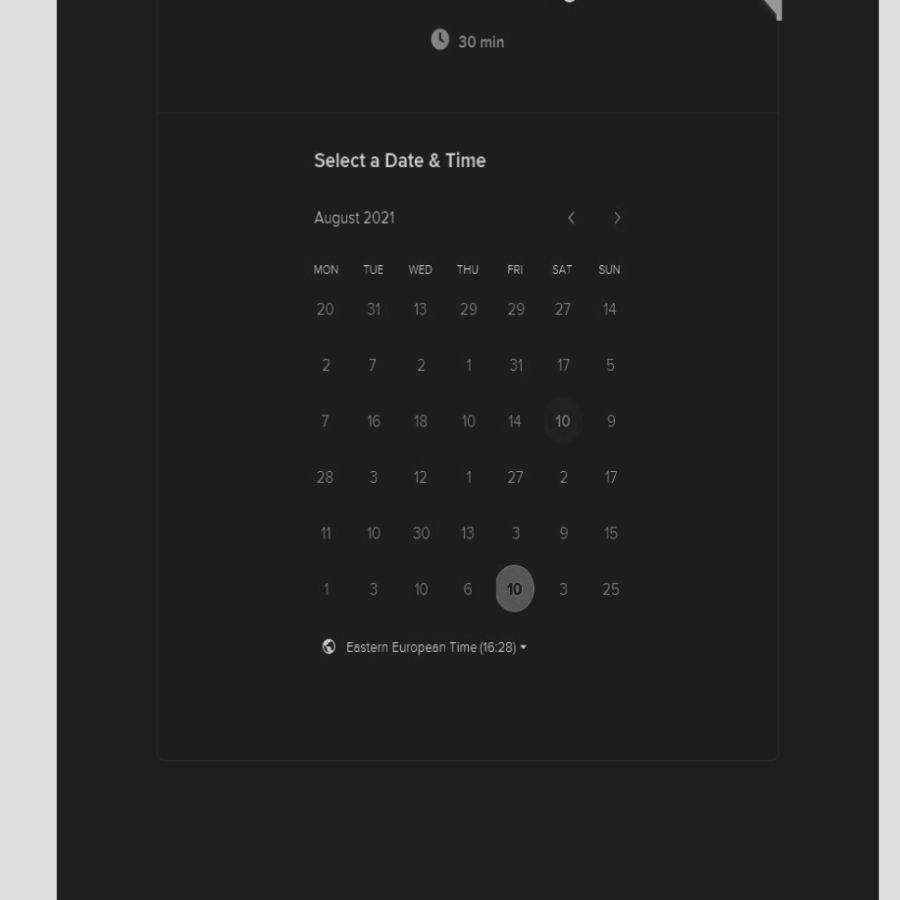 30 min
Select a Date & Time
August 2021
MON TUE WED THU FRI SAT SUN
20 31 13 29 29 27 14
2 7 2 1 31 17 5
7 16 18 10 14 10 9
28 3 12 1 27 2 17
11 10 30 13 3 9 15
1 3 10 6 10 3 25
Eastern European Time (16:28)